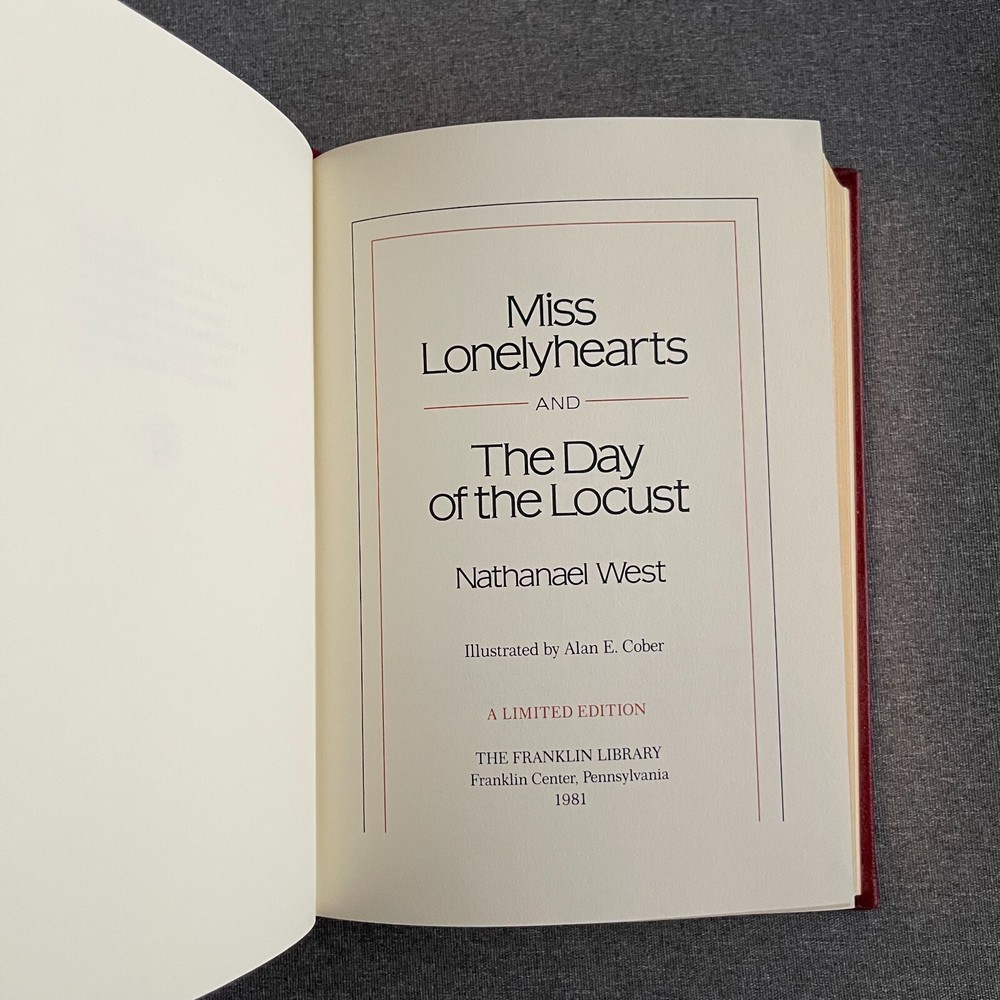 Miss
Lonelyhearts
AND
The Day
of the Locust
Nathanael West
Illustrated by Alan E. Cober
A LIMITED EDITION
THE FRANKLIN LIBRARY
Franklin Center, Pennsylvania
1981